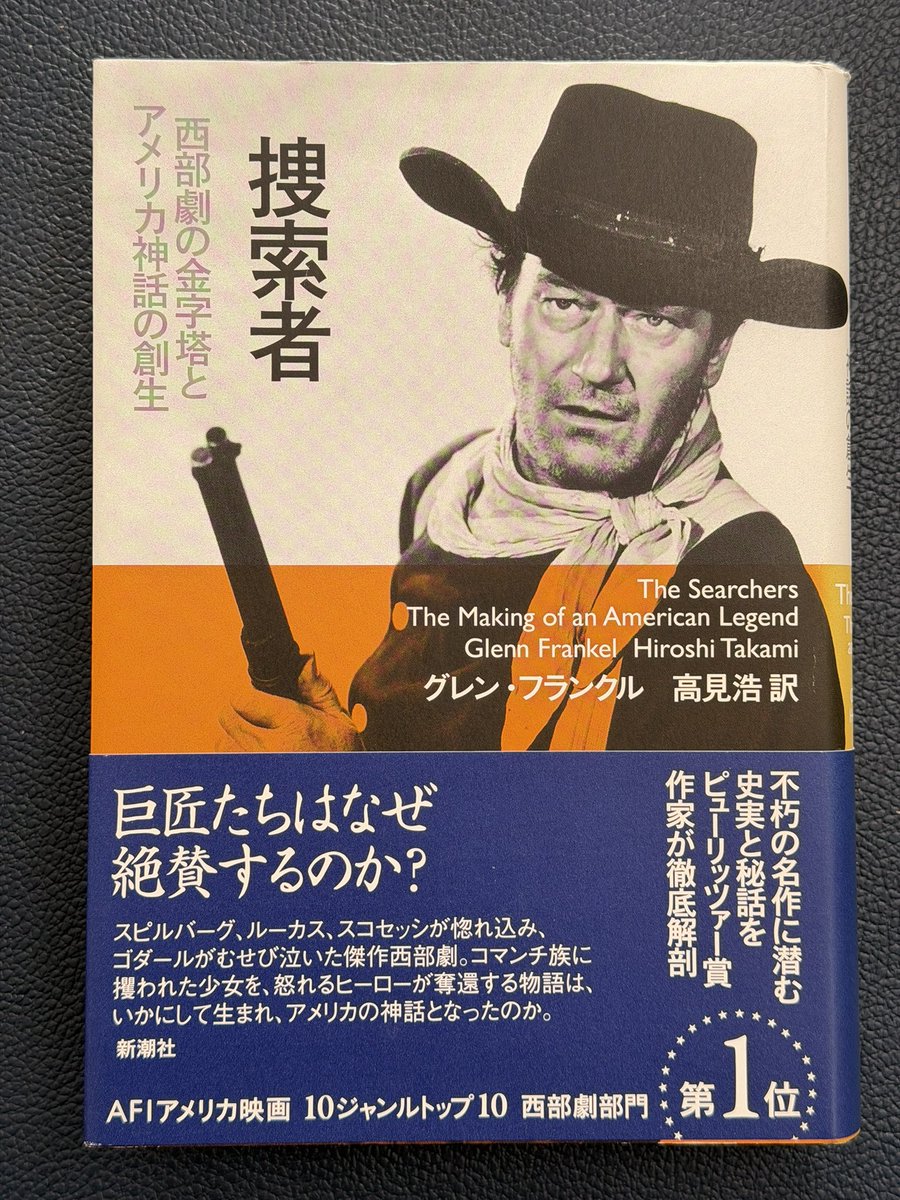 捜索者
西部劇の金字塔と
アメリカ神話の創生
The Searchers
The Making of an American Legend
Glenn Frankel Hiroshi Takami
グレン・フランクル 高見浩 訳
不朽の名作に潜む
史実と秘話を
ピューリッツァー賞
作家が徹底解剖
巨匠たちはなぜ
絶賛するのか?
スピルバーグ、ルーカス、スコセッシが惚れ込み、
ゴダールがむせび泣いた傑作西部劇。コマンチ族に
攫われた少女を、怒れるヒーローが奪還する物語は、
いかにして生まれ、アメリカの神話となったのか。
新潮社
AFIアメリカ映画 10ジャンルトップ10 西部劇部門
第1位